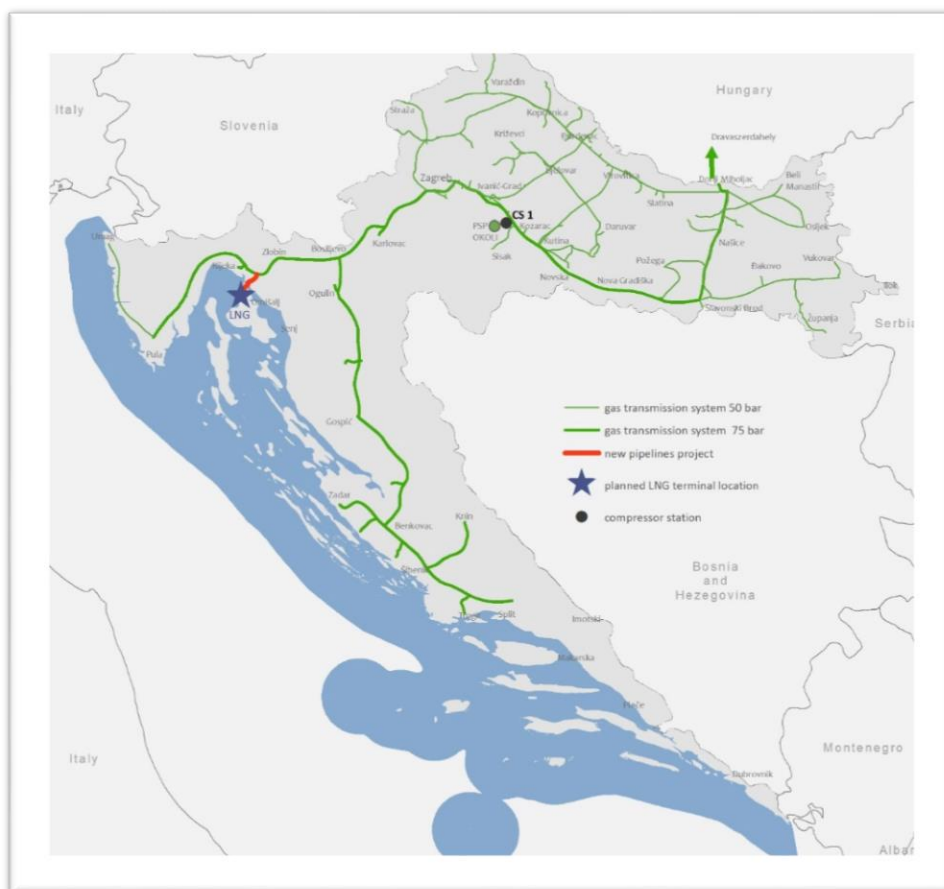 Italy
Slovenia
Hungary
Varaždin
Straža
Koprivnica
Križevci
Dravaszerdahely
Zagreb
Ivanić-Grad
Bjelovar
Virovitica
Donji Miholjac
Beli
Manastir
Slatina
CS 1
PSP
OKOLI
Kozarac
Daruvar
Osijek
Umag
Zlobin
Bosiljevo
Karlovac
Kutina
Sisak
Našice
Požega
Vukovar
Đakovo
Rijeka
Omišalj
LNG
Ogulin
Novska
Nova Gradiška
Slavonski Brod
Županja
Serbia
Senj
Pula
Gospić
gas transmission system 50 bar
gas transmission system 75 bar
new pipelines project
planned LNG terminal location
compressor station
Zadar
Benkovac
Knin
Bosnia
and
Hezegovina
Split
Imotski
Makarska
Ploče
Italy
Montenegro
Dubrovnik